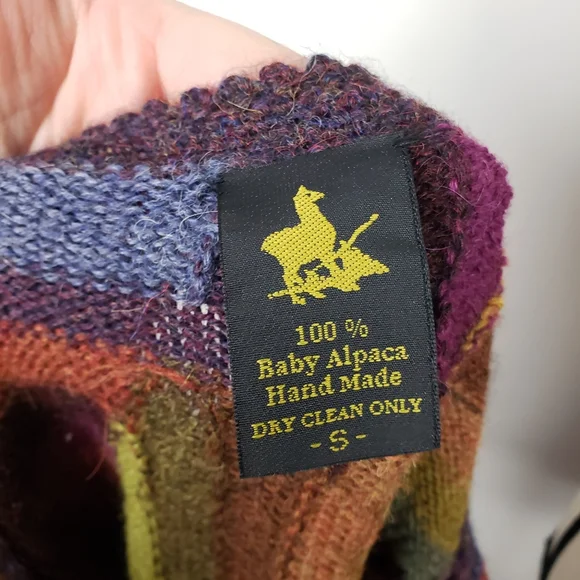 100 %
Baby Alpaca
Hand Made
DRY CLEAN ONLY
- S -